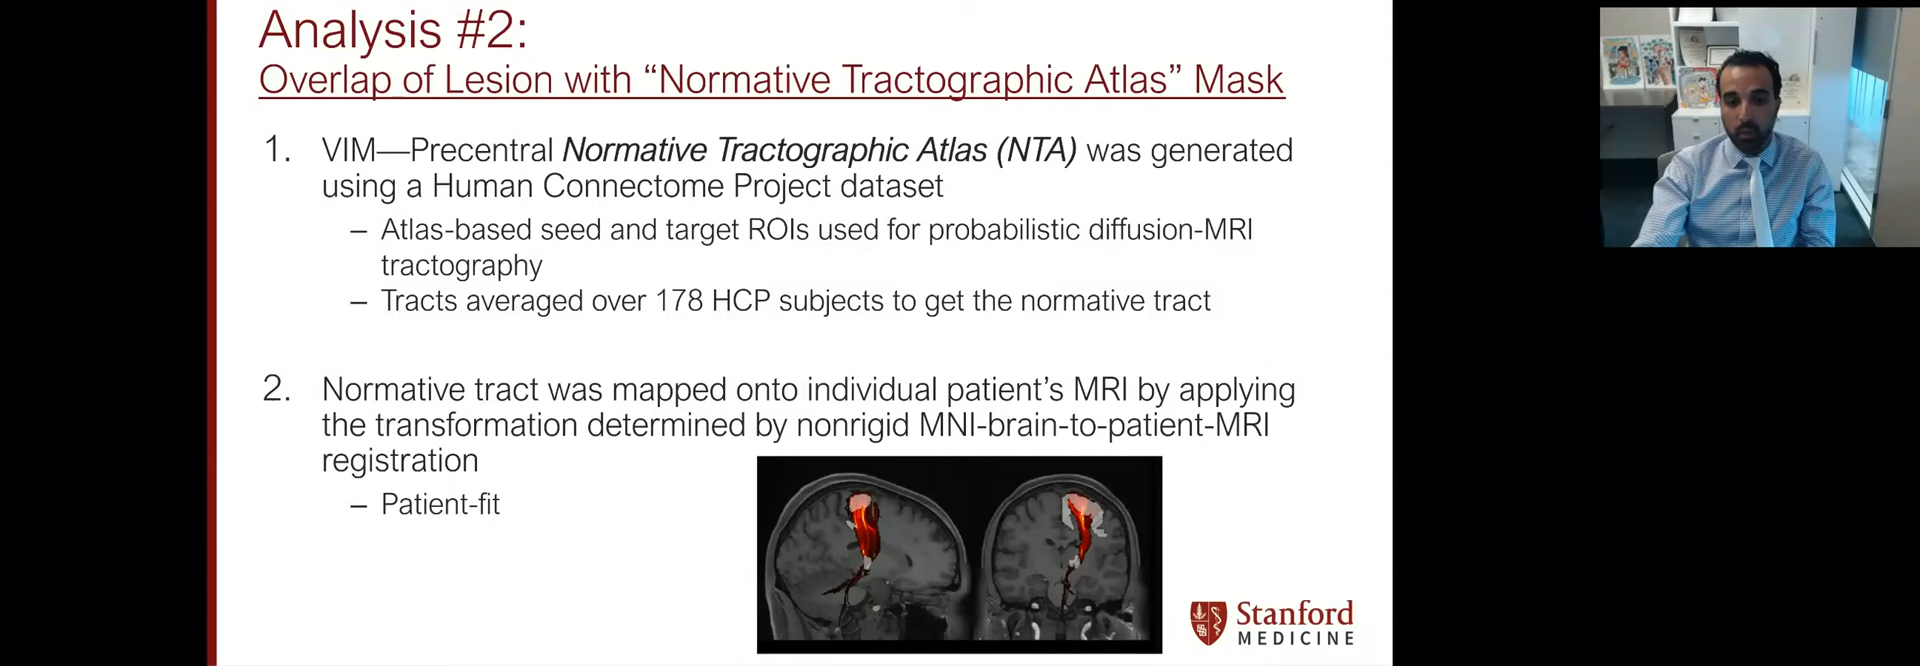 Analysis #2:
Overlap of Lesion with “Normative Tractographic Atlas” Mask
1. VIM—Precentral Normative Tractographic Atlas (NTA) was generated
using a Human Connectome Project dataset
– Atlas-based seed and target ROIs used for probabilistic diffusion-MRI
tractography
– Tracts averaged over 178 HCP subjects to get the normative tract
2. Normative tract was mapped onto individual patient’s MRI by applying
the transformation determined by nonrigid MNI-brain-to-patient-MRI
registration
– Patient-fit
Stanford
MEDICINE